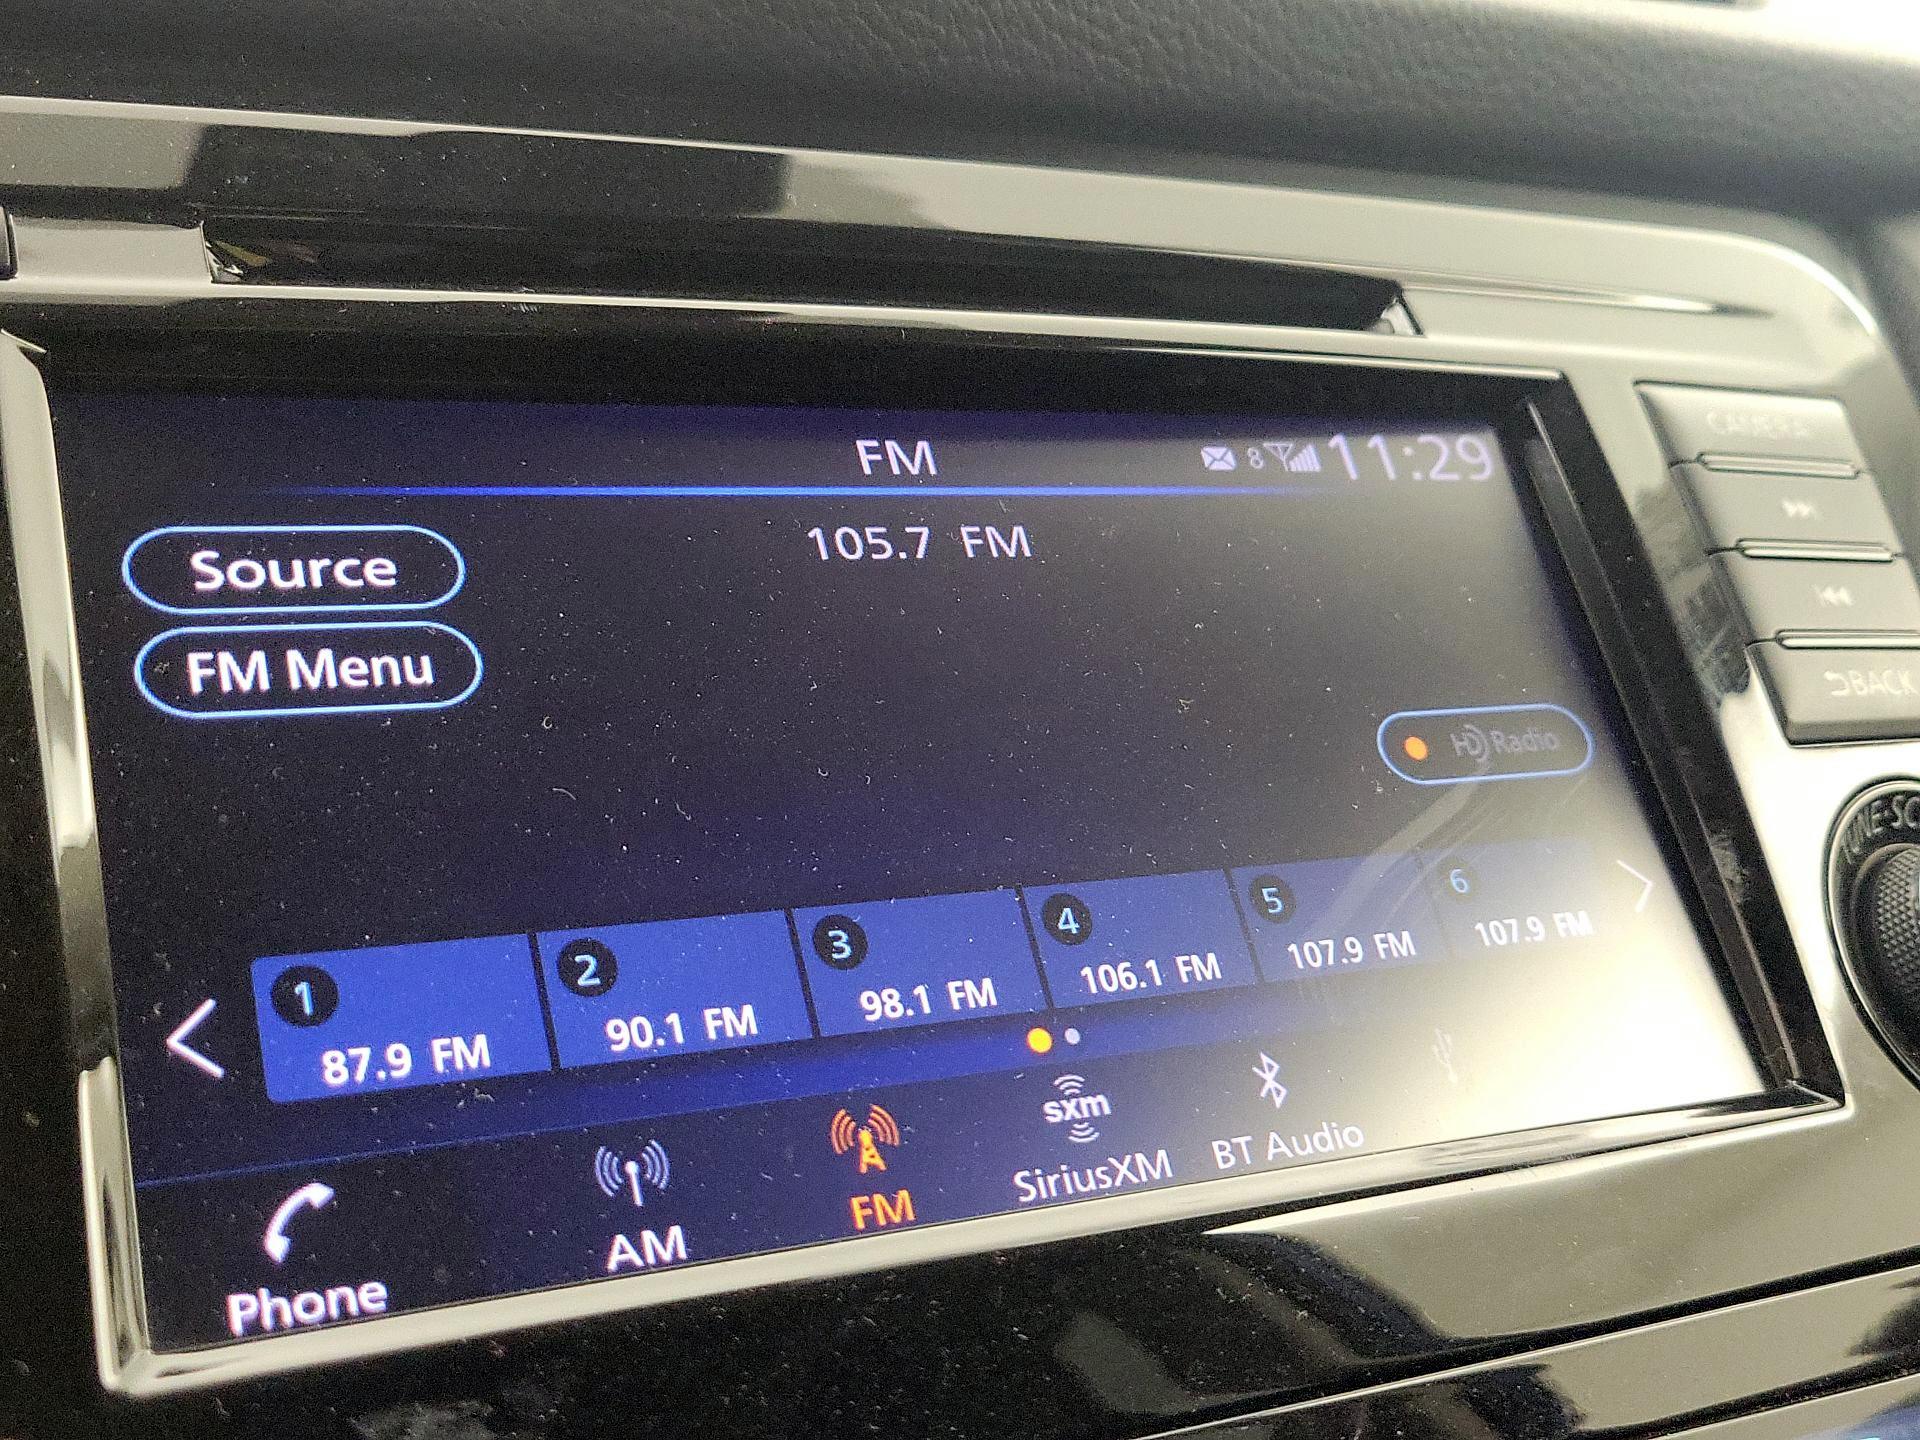 FM
8
11:29
105.7 FM
Source
FM Menu
HD Radio
1
87.9 FM
2
90.1 FM
3
98.1 FM
4
106.1 FM
5
107.9 FM
6
107.9 FM
Phone
AM
FM
sxm
SiriusXM
BT Audio
CAMERA
BACK